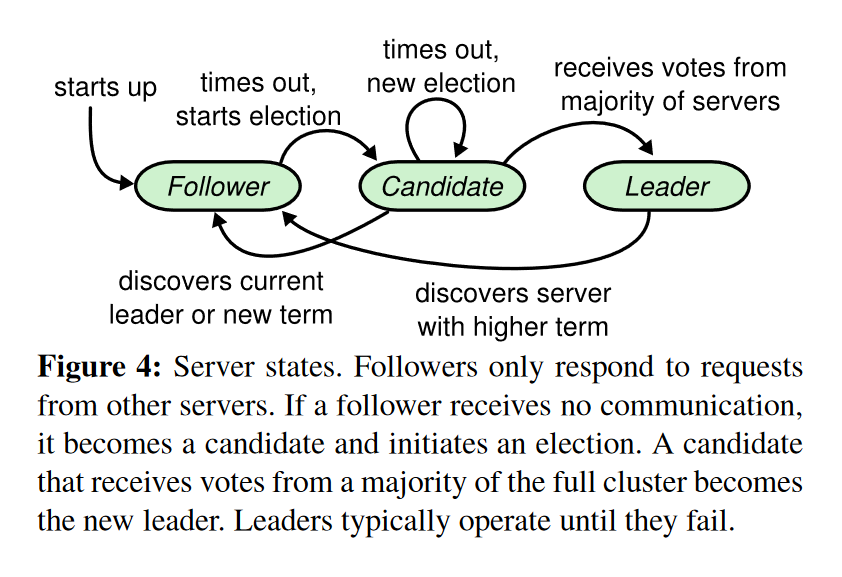 starts up
times out,
starts election
times out,
new election
receives votes from
majority of servers
Follower
Candidate
Leader
discovers current
leader or new term
discovers server
with higher term
Figure 4: Server states. Followers only respond to requests
from other servers. If a follower receives no communication,
it becomes a candidate and initiates an election. A candidate
that receives votes from a majority of the full cluster becomes
the new leader. Leaders typically operate until they fail.